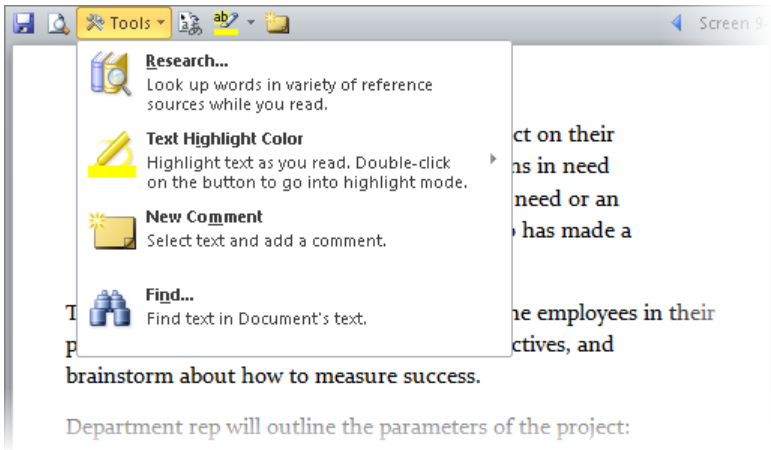 Tools
Screen 9-
Research...
Look up words in variety of reference
sources while you read.
Text Highlight Color
Highlight text as you read. Double-click
on the button to go into highlight mode.
New Comment
Select text and add a comment.
Find...
Find text in Document's text.
ct on their
ns in need
need or an
has made a
T ne employees in their
p ctives, and
brainstorm about how to measure success.
Department rep will outline the parameters of the project: